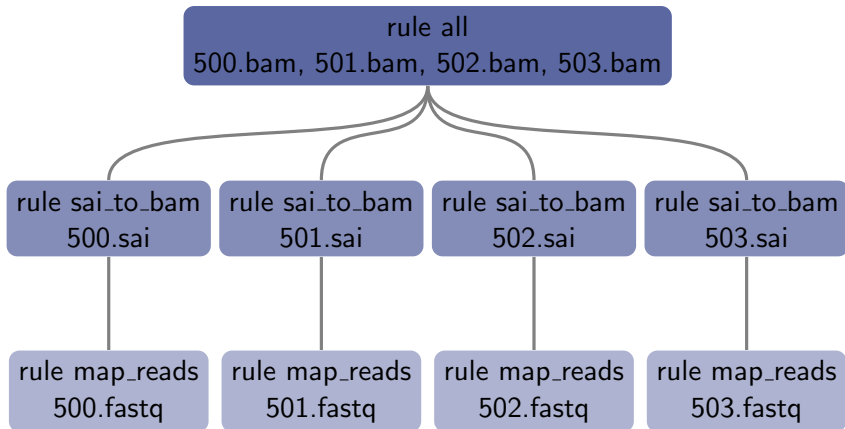 rule all
500.bam, 501.bam, 502.bam, 503.bam
rule sai_to_bam
500.sai
rule sai_to_bam
501.sai
rule sai_to_bam
502.sai
rule sai_to_bam
503.sai
rule map_reads
500.fastq
rule map_reads
501.fastq
rule map_reads
502.fastq
rule map_reads
503.fastq